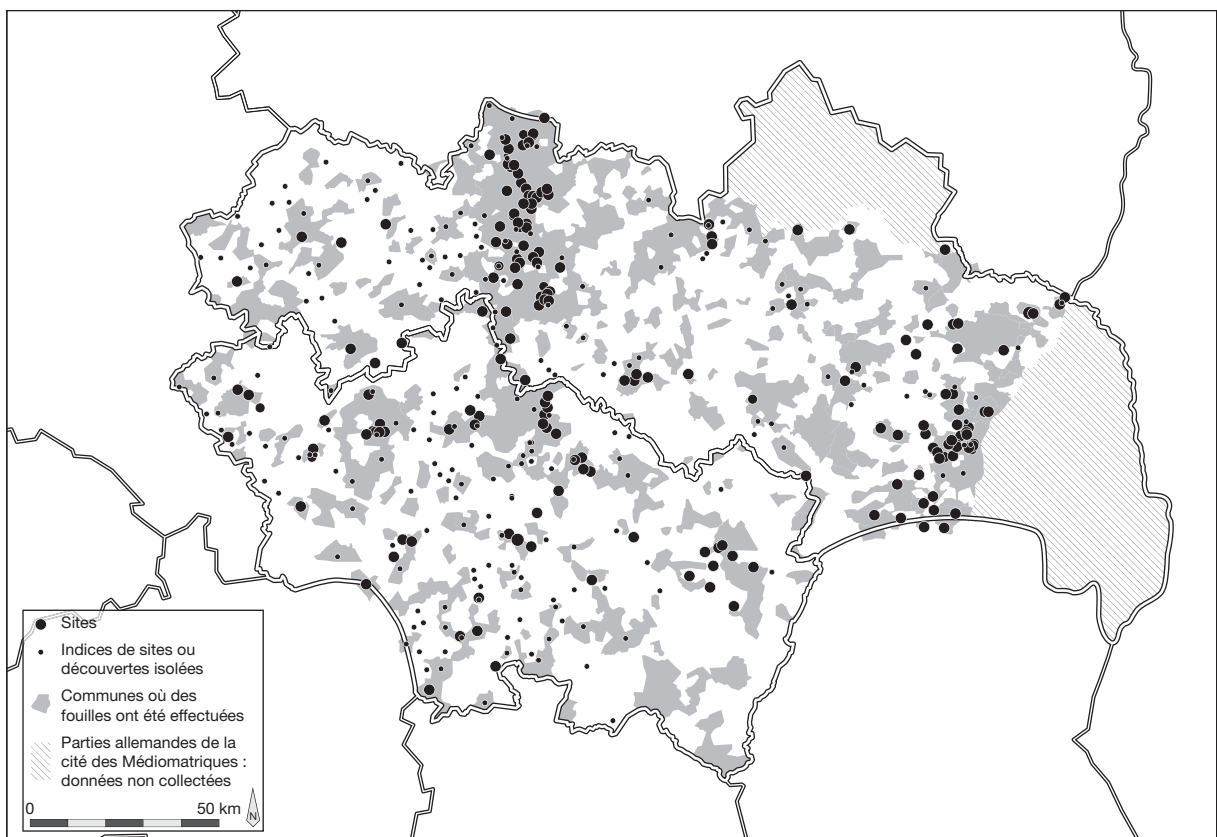 Sites
Indices de sites ou
découvertes isolées
Communes où des
fouilles ont été effectuées
Parties allemandes de la
cité des Médiomatriques :
données non collectées
0 50 km
N